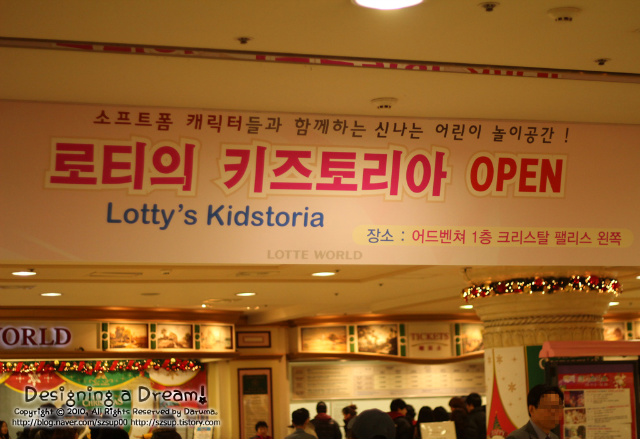 소프트폼 캐릭터들과 함께하는 신나는 어린이 놀이공간 !
로티의 키즈토리아 OPEN
Lotty's Kidstoria
장소 : 어드벤쳐 1층 크리스탈 팰리스 왼쪽
LOTTE WORLD
WORLD
TICKETS
Designing a Dream!
Copyright © 2010. All Rights Reserved by Daruma.
http://blog.naver.com/szsup00 http://szsup.tistory.com